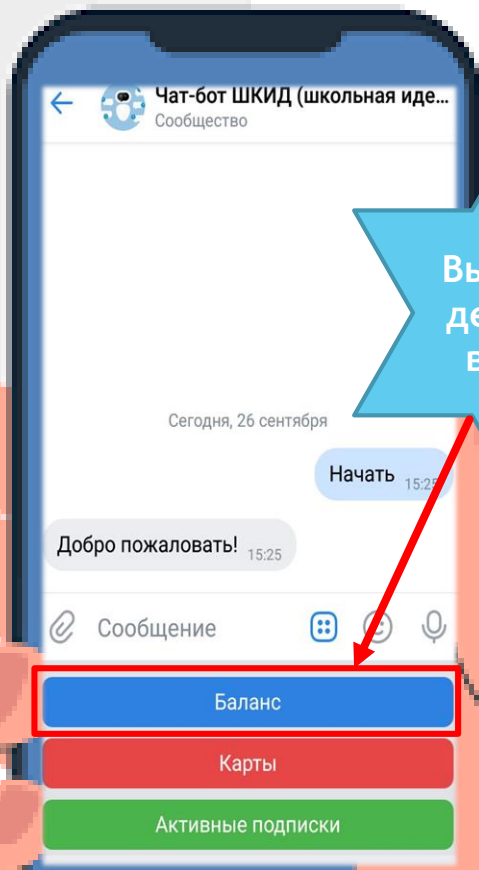 Чат-бот ШКИД (школьная иде...
Сообщество
Сегодня, 26 сентября
Начать 15:25
Добро пожаловать! 15:25
Сообщение
Баланс
Карты
Активные подписки